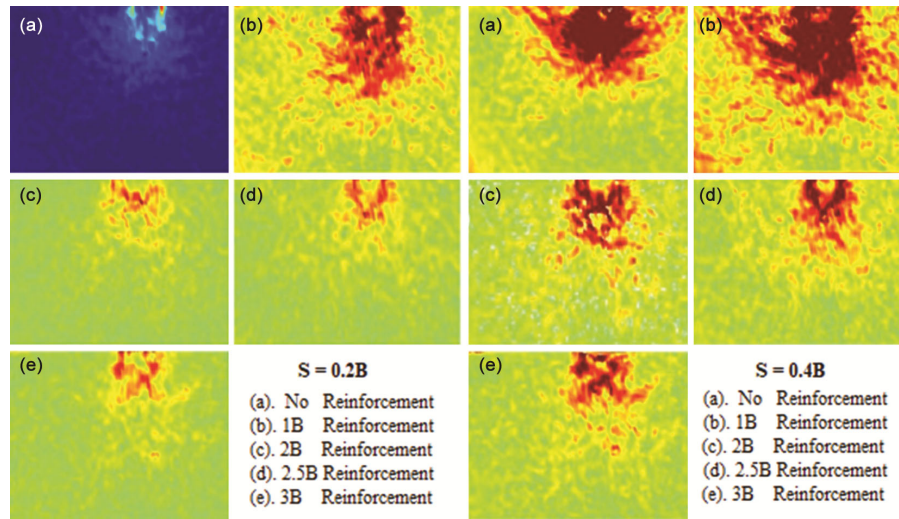 (a)
(b)
(a)
(b)
(c)
(d)
(c)
(d)
(e)
S = 0.2B
(a). No Reinforcement
(b). 1B Reinforcement
(c). 2B Reinforcement
(d). 2.5B Reinforcement
(e). 3B Reinforcement
(e)
S = 0.4B
(a). No Reinforcement
(b). 1B Reinforcement
(c). 2B Reinforcement
(d). 2.5B Reinforcement
(e). 3B Reinforcement